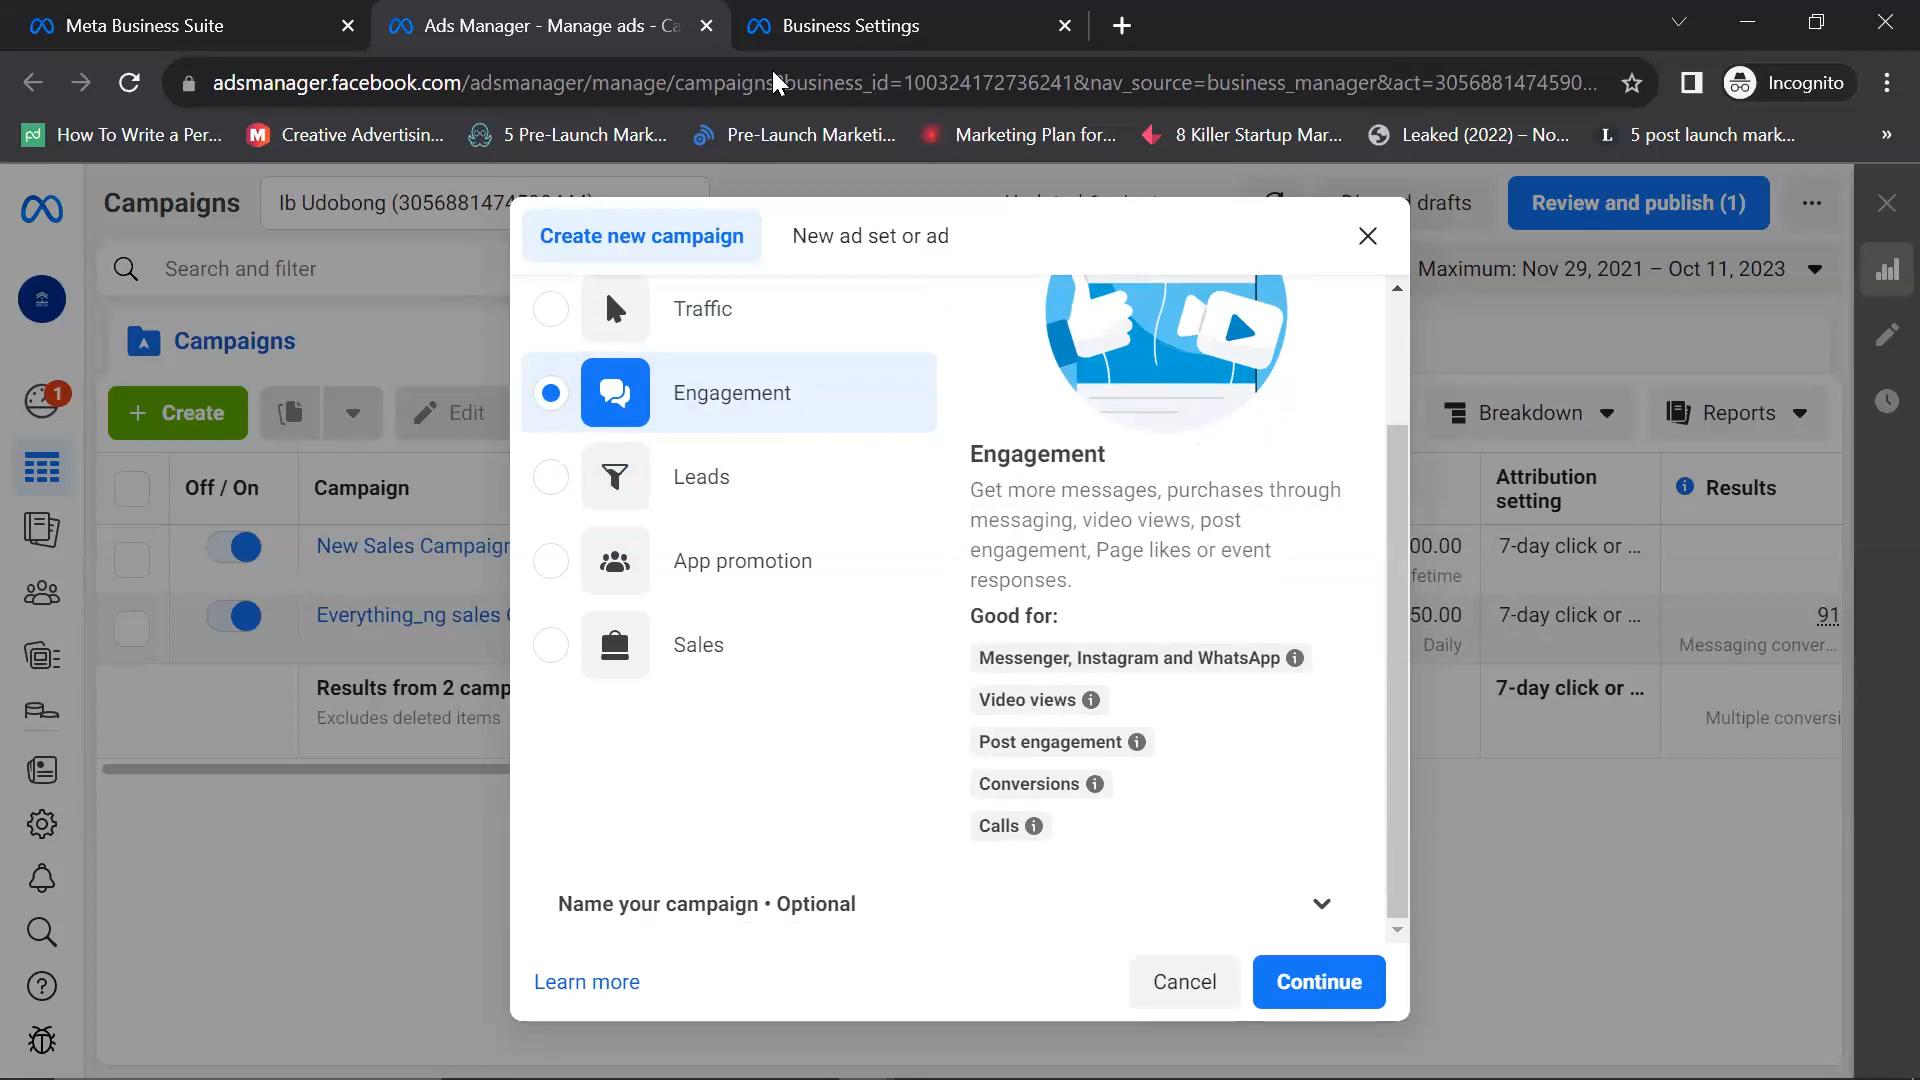 Meta Business Suite
Ads Manager - Manage ads - Ca
Business Settings
adsmanager.facebook.com/adsmanager/manage/campaigns business_id=100324172736241&nav_source=business_manager&act=3056881474590...
Incognito
How To Write a Per...
Creative Advertisin...
5 Pre-Launch Mark...
Pre-Launch Marketi...
Marketing Plan for...
8 Killer Startup Mar...
Leaked (2022) – No...
5 post launch mark...
»
Campaigns
Ib Udobong
drafts
Review and publish (1)
Create new campaign
New ad set or ad
Search and filter
Maximum: Nov 29, 2021 – Oct 11, 2023
Campaigns
Traffic
Engagement
Leads
App promotion
Sales
1
+ Create
Edit
Breakdown
Reports
Engagement
Get more messages, purchases through
messaging, video views, post
engagement, Page likes or event
responses.
Good for:
Messenger, Instagram and WhatsApp
Video views
Post engagement
Conversions
Calls
Off / On
Campaign
Attribution
setting
Results
New Sales Campaign
00.00
7-day click or ...
Everything_ng sales
50.00
Daily
7-day click or ...
91
Messaging conver...
Results from 2 camp
Excludes deleted items
7-day click or ...
Multiple conversi
Name your campaign • Optional
Learn more
Cancel
Continue